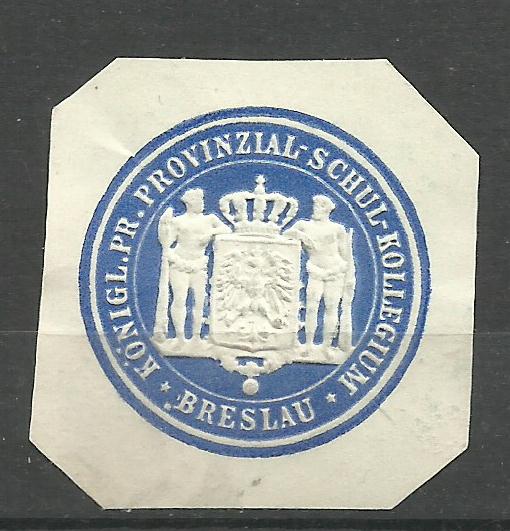 KÖNIGL. PR. PROVINZIAL-SCHUL-KOLLEGIUM
* BRESLAU *